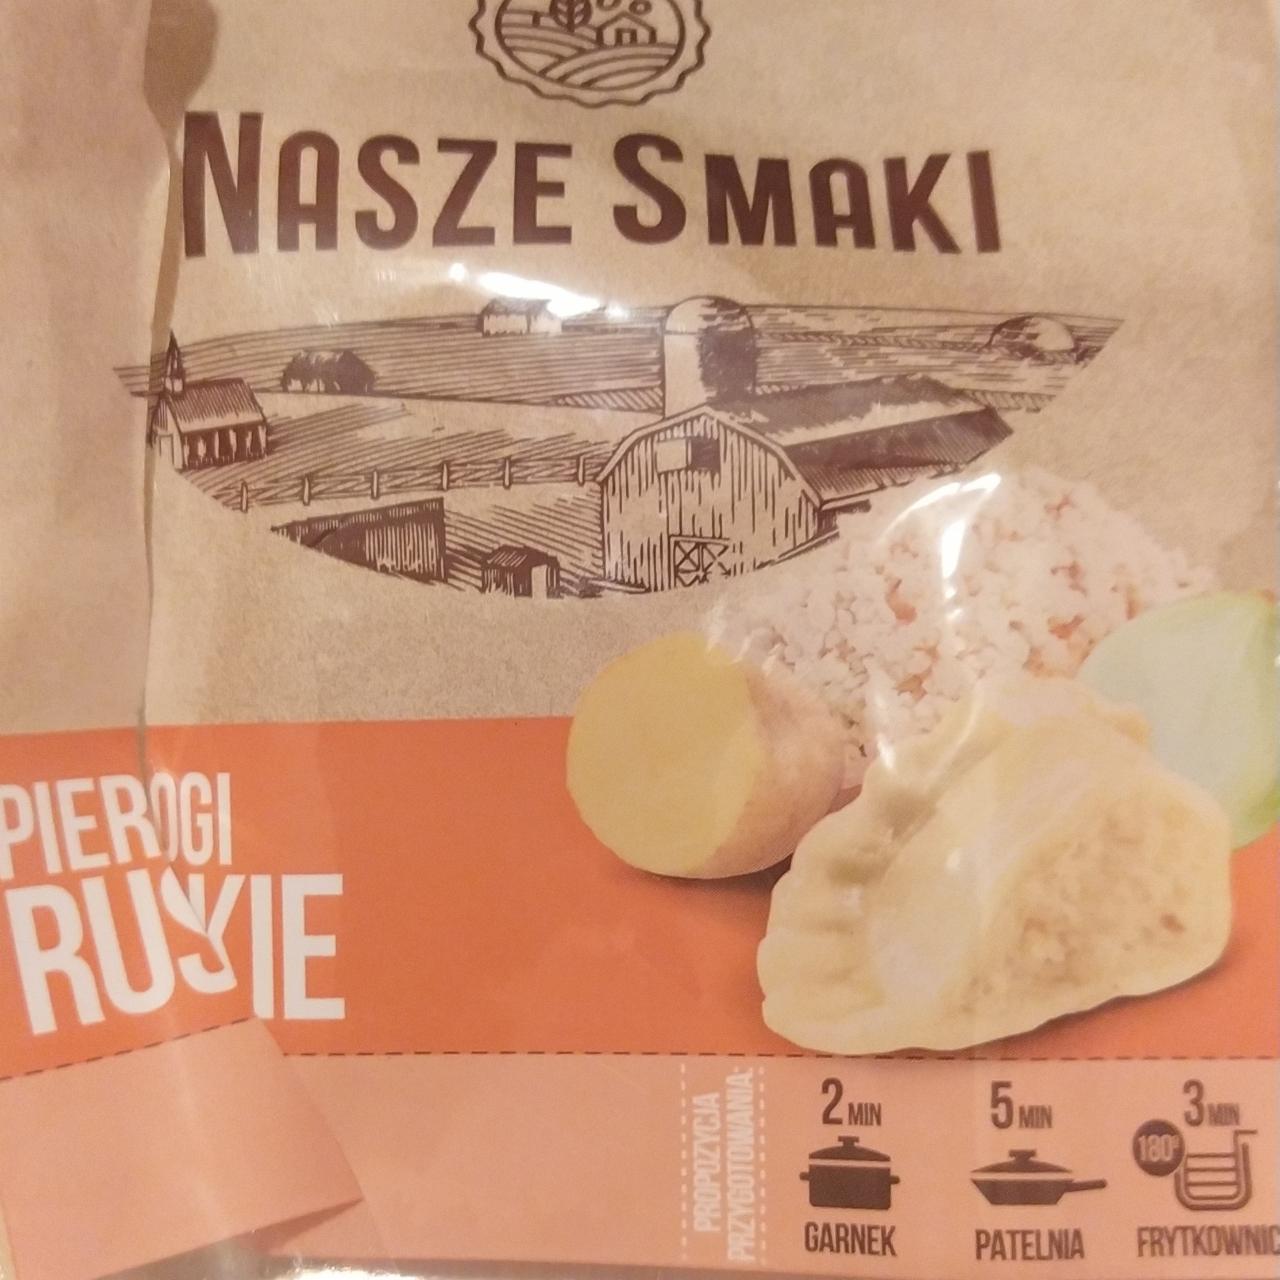 NASZE SMAKI
PIEROGI
RUSKIE
PROPOZYCJA
PRZYGOTOWANIA:
2 MIN
GARNEK
5 MIN
PATELNIA
3 MIN
180°
FRYTKOWNIC